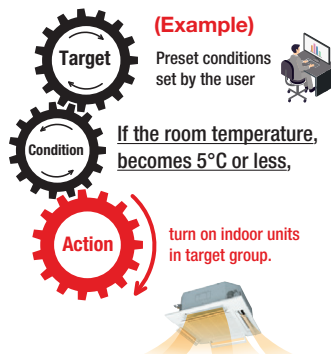 (Example)
Target
Preset conditions
set by the user
Condition
If the room temperature,
becomes 5°C or less,
Action
turn on indoor units
in target group.